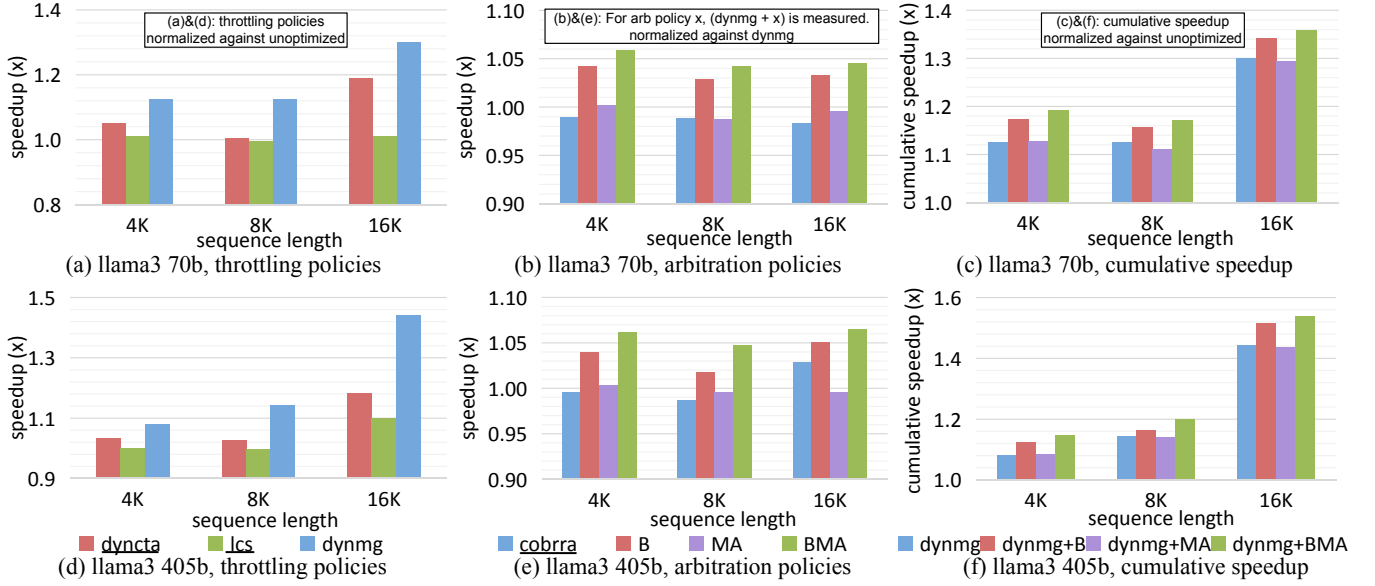 (a)&(d): throttling policies
normalized against unoptimized
speedup (x)
1.4
1.2
1.0
0.8
4K 8K 16K
sequence length
(a) llama3 70b, throttling policies
(b)&(e): For arb policy x, (dynmg + x) is measured.
normalized against dynmg
speedup (x)
1.10
1.05
1.00
0.95
0.90
4K 8K 16K
sequence length
(b) llama3 70b, arbitration policies
(c)&(f): cumulative speedup
normalized against unoptimized
cumulative speedup (x)
1.4
1.3
1.2
1.1
1.0
4K 8K 16K
sequence length
(c) llama3 70b, cumulative speedup
speedup (x)
1.5
1.3
1.1
0.9
4K 8K 16K
sequence length
dyncta lcs dynmg
(d) llama3 405b, throttling policies
speedup (x)
1.10
1.05
1.00
0.95
0.90
4K 8K 16K
sequence length
cobrra B MA BMA
(e) llama3 405b, arbitration policies
cumulative speedup (x)
1.6
1.4
1.2
1.0
4K 8K 16K
sequence length
dynmg dynmg+B dynmg+MA dynmg+BMA
(f) llama3 405b, cumulative speedup